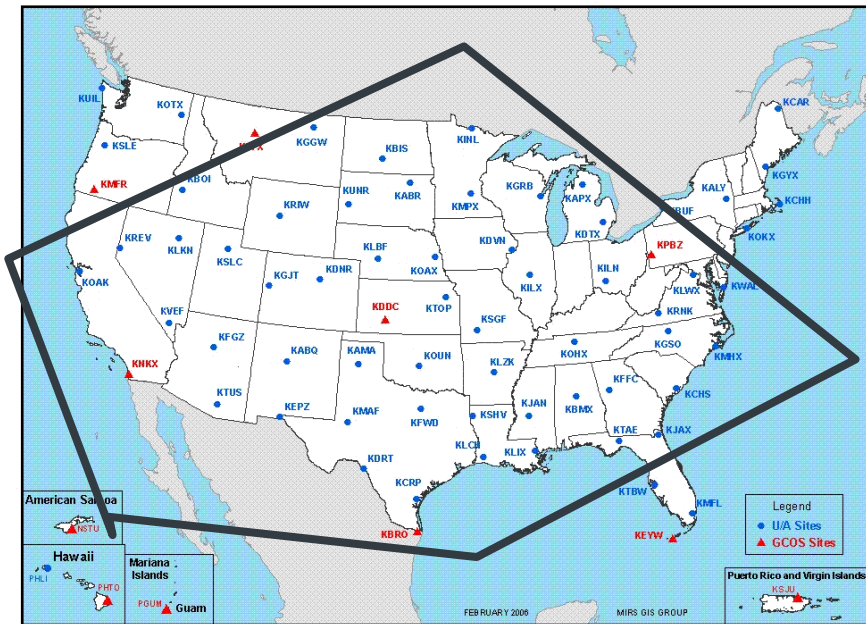 KUIL
KOTX
KCAR
KSLE
KGGW
KBIS
KINL
KMFR
KBOI
KRIW
KUNR
KABR
KMPX
KGRB
KAPX
KALY
KGYX
KCHH
KREV
KLKN
KSLC
KLBF
KDVN
KDTX
KPBZ
KOKX
KOAK
KGJT
KDNR
KOAX
KILX
KILN
KLWX
KWAL
KVEF
KDDC
KTOP
KSGF
KRNK
KFGZ
KABQ
KAMA
KOUN
KLZK
KOHX
KGSO
KMHX
KNKX
KTUS
KEPZ
KMAF
KFWD
KSHV
KJAN
KBMX
KFFC
KCHS
KDRT
KCRP
KLIX
KTAE
KJAX
KBRO
KTBW
KMFL
KEYW
American Samoa
NSTU
Hawaii
PHLI
PHTO
Mariana
Islands
PGUM
Guam
Legend
U/A Sites
GCOS Sites
Puerto Rico and Virgin Islands
KSJU
FEBRUARY 2006
MIRS GIS GROUP